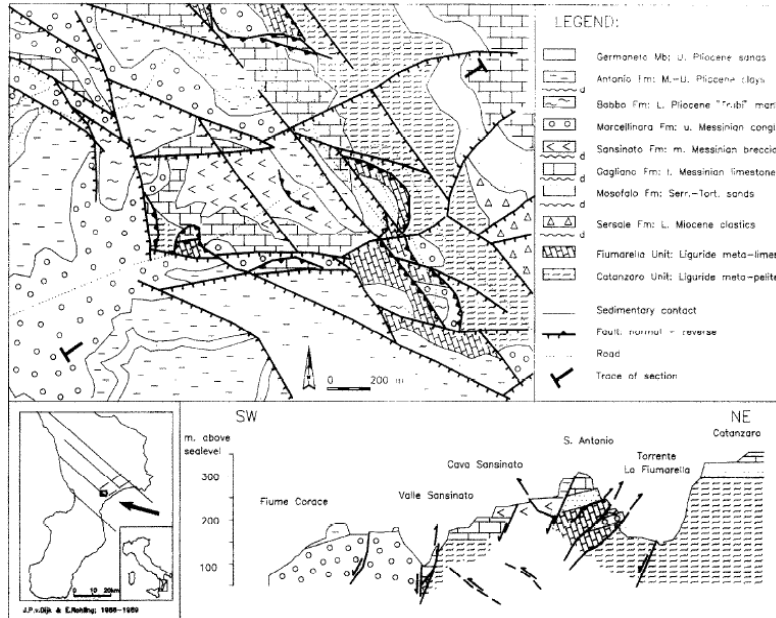 LEGEND:
Germaneto Mb: U. Pliocene sands
Antonio Fm: M.-U. Pliocene clays
d
Babbo Fm: L. Pliocene "Trubi" marl
Marcellinara Fm: u. Messinian congl
Sansinato Fm: m. Messinian breccia
d
Gagliano Fm: l. Messinian limestone
d
Mosofalo Fm: Serr.-Tort. sands
d
Sersale Fm: L. Miocene clastics
d
Fiumarella Unit: Liguride meta-limes
Catanzaro Unit: Liguride meta-pelite
Sedimentary contact
Fault: normal - reverse
Road
Trace of section
0 200 m
SW
NE
m. above
sealevel
300
200
100
Fiume Corace
Valle Sansinato
Cava Sansinato
S. Antonio
Torrente
La Fiumarella
Catanzaro
0 10 20km
J.P.v.Dijk & E.Rohling; 1988-1989